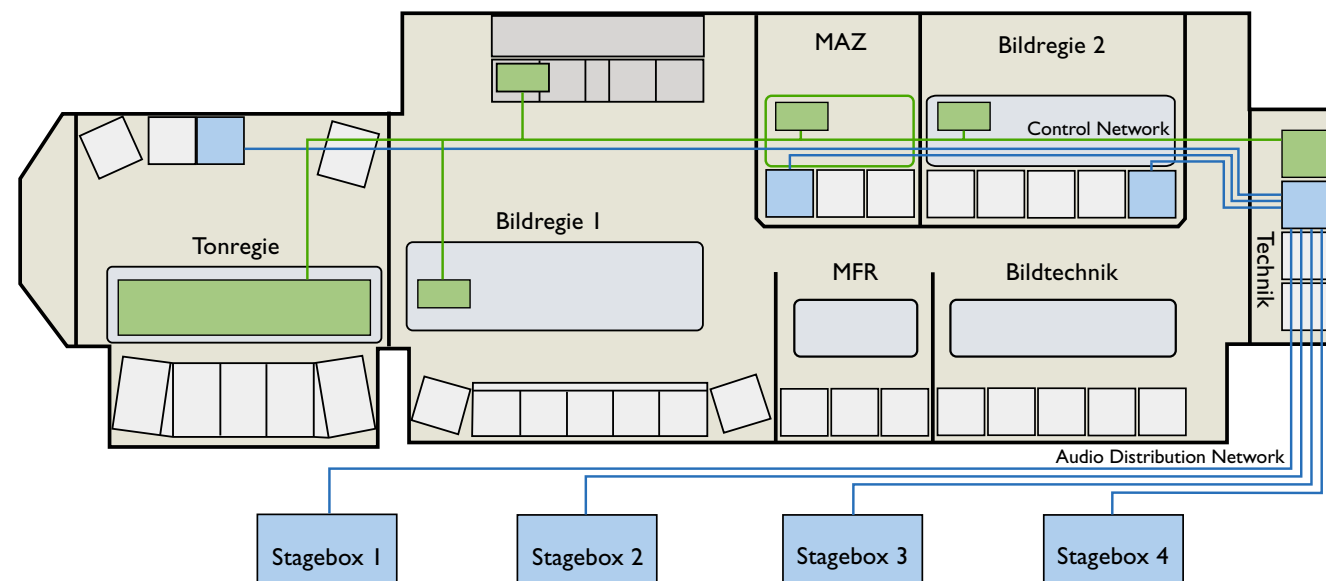 MAZ
Bildregie 2
Control Network
Bildregie 1
Tonregie
MFR
Bildtechnik
Technik
Audio Distribution Network
Stagebox 1
Stagebox 2
Stagebox 3
Stagebox 4